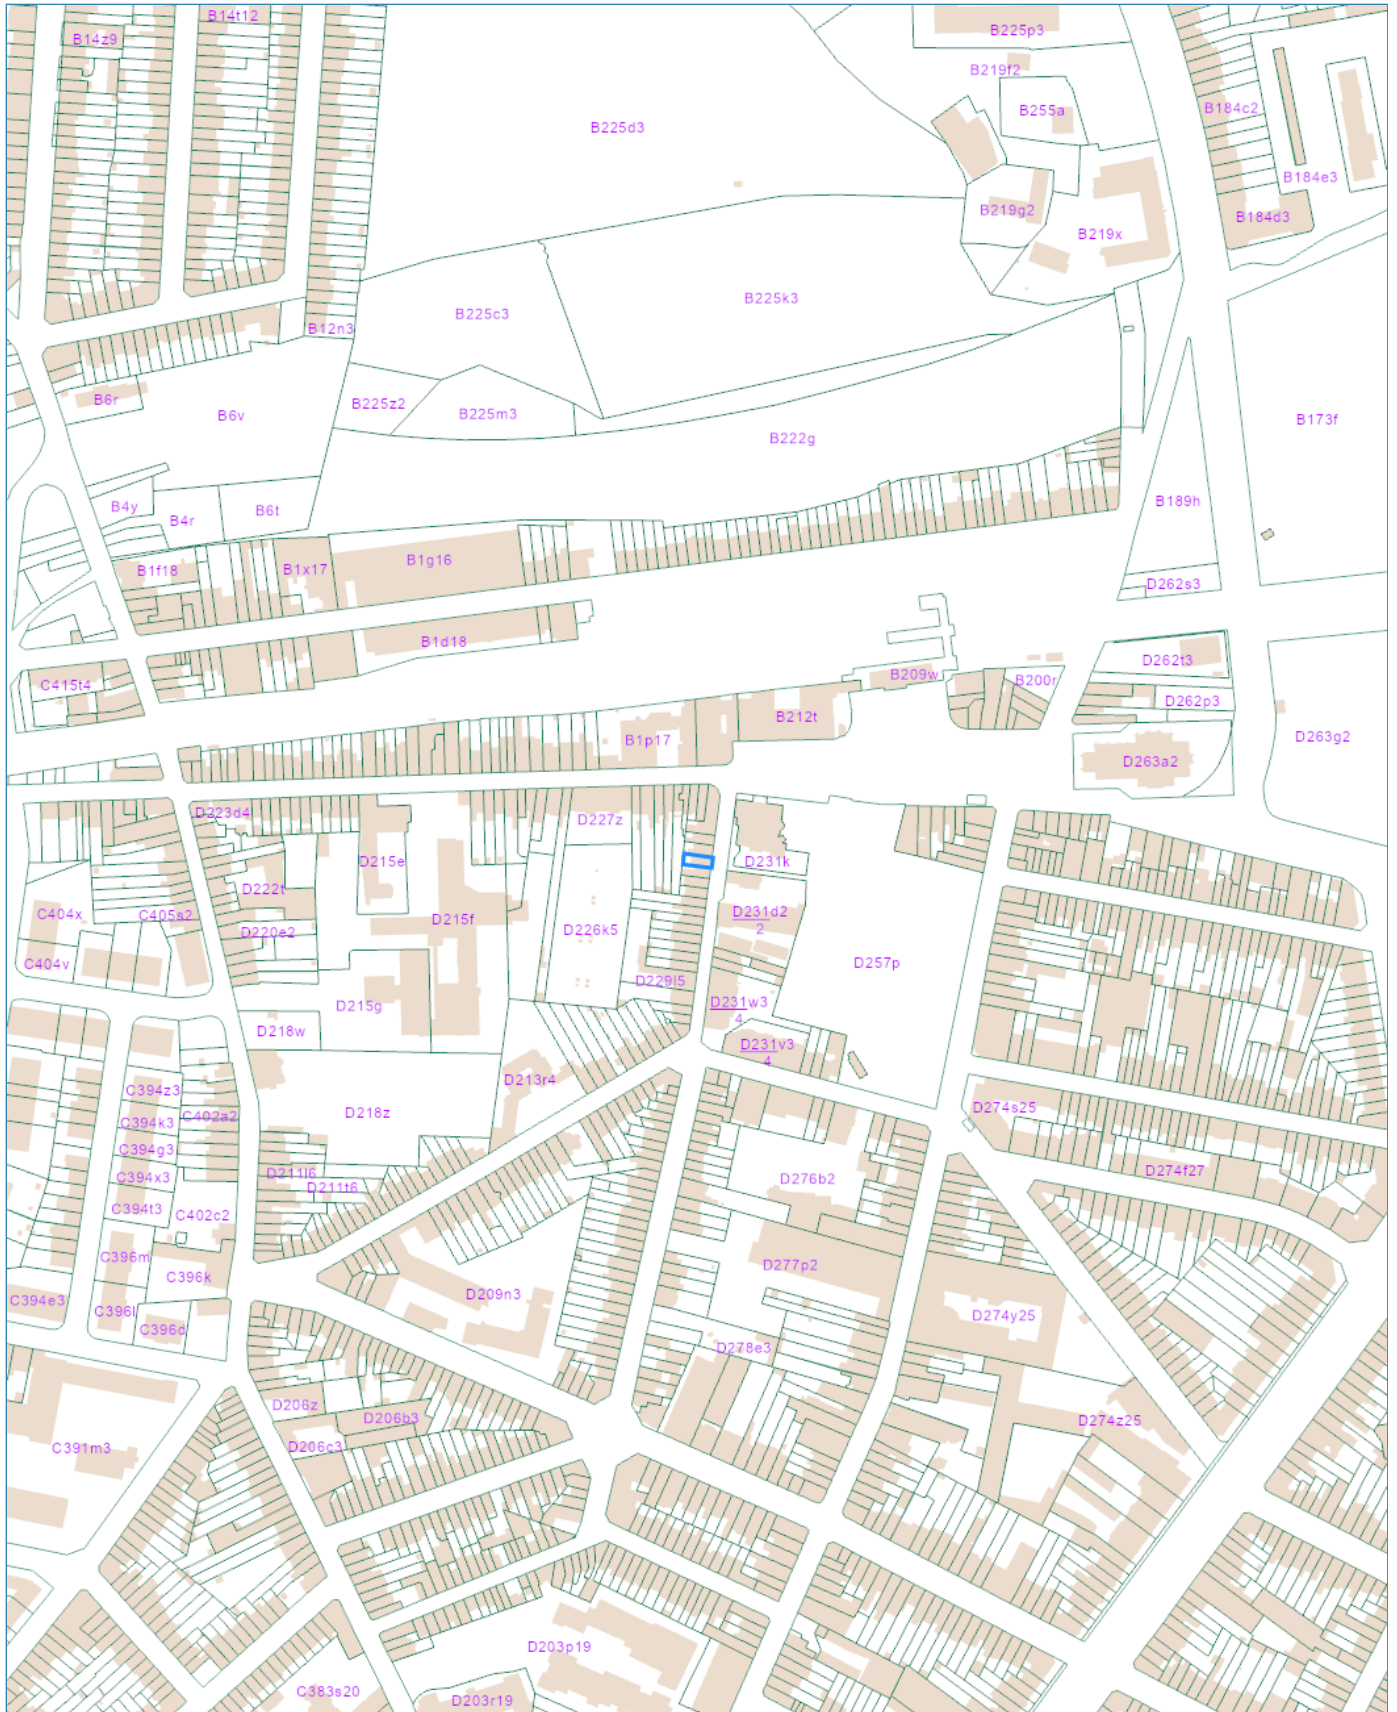 B14t12
B14z9
B225p3
B219f2
B184c2
B255a
B225d3
B184e3
B219g2
B184d3
B219x
B225k3
B225c3
B12n3
B6r
B225z2
B225m3
B6v
B173f
B222g
B189h
B4y
B6t
B4r
B1g16
B1f18
B1x17
D262s3
B1d18
D262t3
B209w
B200r
C415t4
D262p3
B212t
B1p17
D263g2
D263a2
D223d4
D227z
D215e
D231k
D222t
C404x
C405s2
D215f
D231d2
2
D220e2
D226k5
C404v
D257p
D229l5
D215g
D231w3
4
D218w
D231v3
4
D213r4
C394z3
D218z
C402a2
D274s25
C394k3
C394g3
C394x3
D211l6
D274f27
D211t6
D276b2
C394t3
C402c2
C396m
D277p2
C396k
D209n3
C394e3
C396l
D274y25
C396d
D278e3
D206z
D206b3
D274z25
C391m3
D206c3
D203p19
C383s20
D203r19